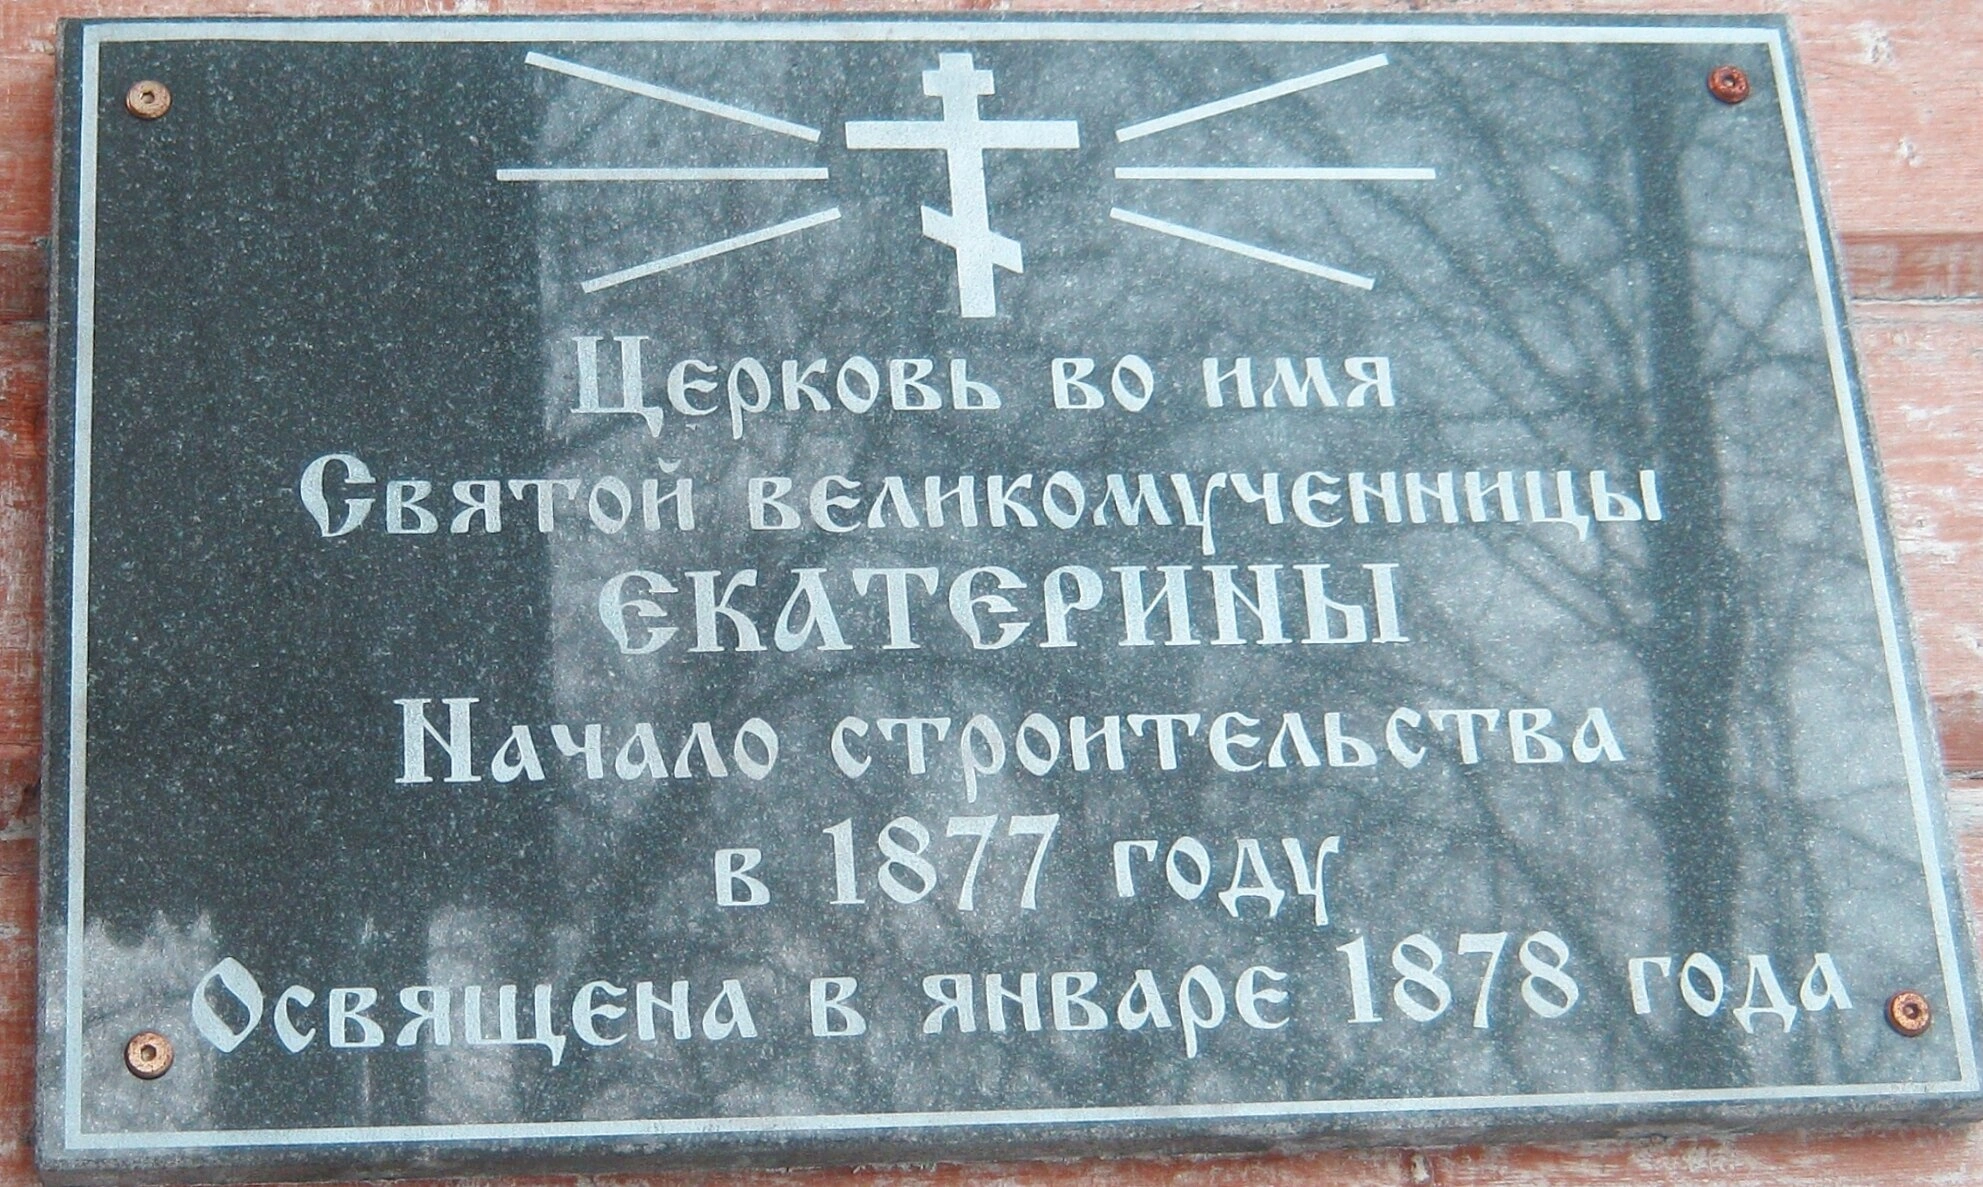 Церковь во имя
Святой великомученницы
ЕКАТЕРИНЫ
Начало строительства
в 1877 году
Освящена в январе 1878 года